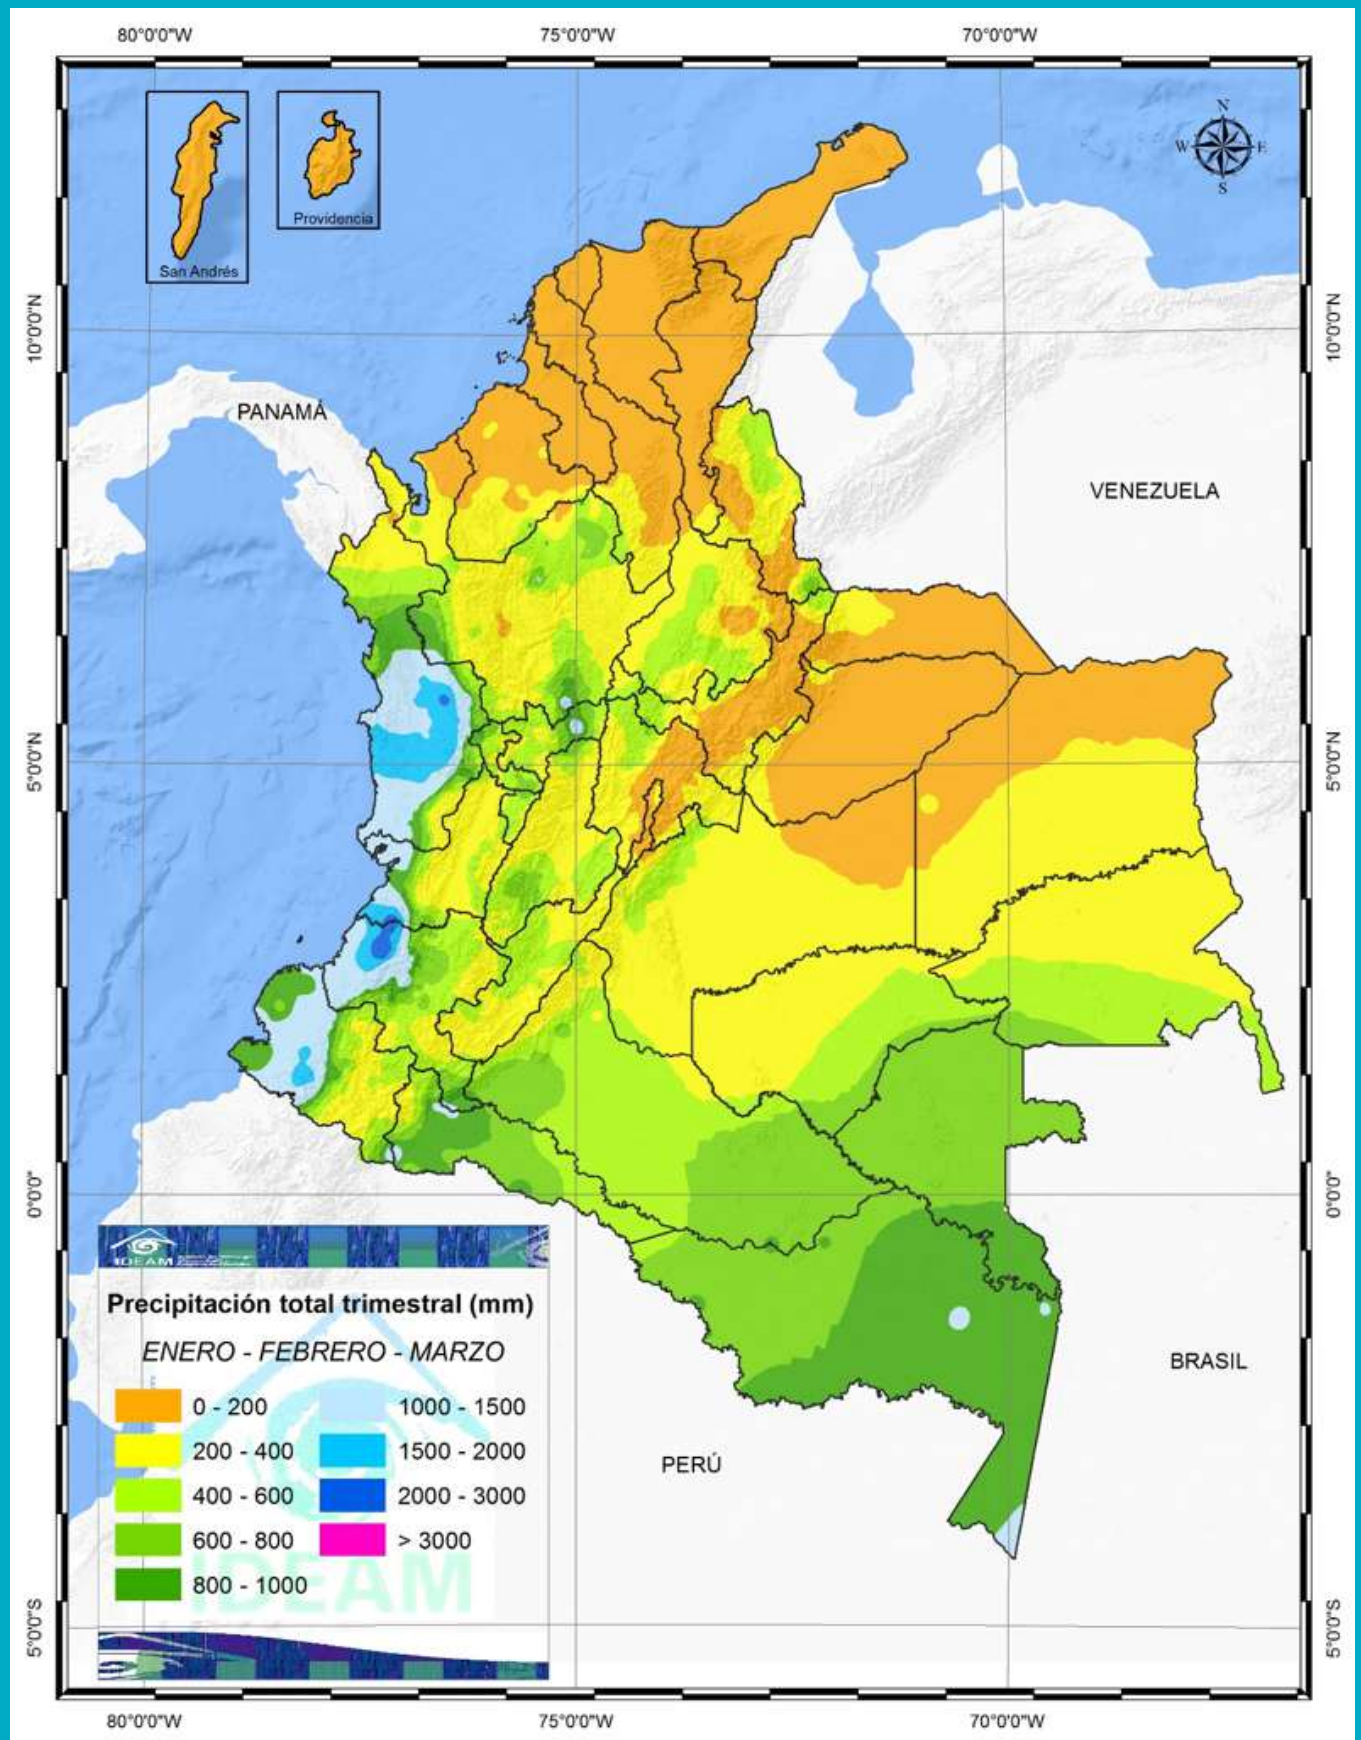 80°0'0"W 75°0'0"W 70°0'0"W
San Andrés
Providencia
N
W E
S
10°0'0"N 10°0'0"N
PANAMÁ
VENEZUELA
5°0'0"N 5°0'0"N
0°0'0" 0°0'0"
IDEAM
Precipitación total trimestral (mm)
ENERO - FEBRERO - MARZO
0 - 200 1000 - 1500
200 - 400 1500 - 2000
400 - 600 2000 - 3000
600 - 800 > 3000
800 - 1000
IDEAM
BRASIL
PERÚ
5°0'0"S 5°0'0"S
80°0'0"W 75°0'0"W 70°0'0"W